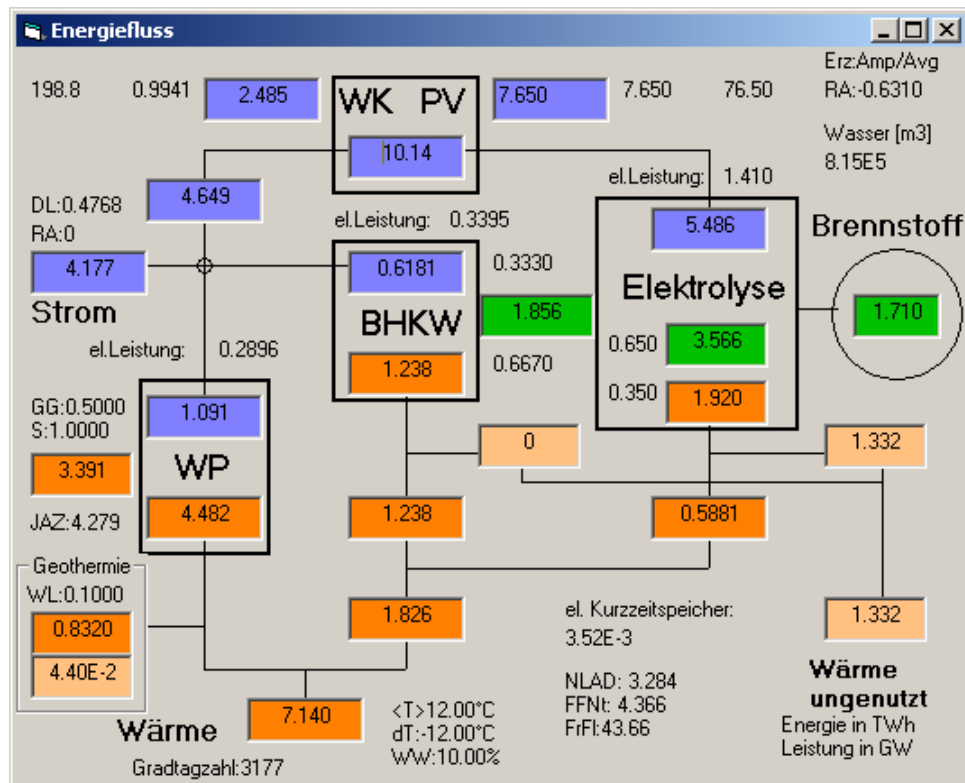 Energiefluss
198.8 0.9941 2.485 WK PV 7.650 7.650 76.50
Erz:Amp/Avg
RA:-0.6310
10.14
Wasser [m3]
8.15E5
DL:0.4768
RA:0
4.649
el.Leistung: 0.3395
el.Leistung: 1.410
5.486
Brennstoff
4.177
Strom
0.6181
0.3330
BHKW
1.856
Elektrolyse
1.710
el.Leistung: 0.2896
1.238
0.6670
0.650 3.566
0.350 1.920
GG:0.5000
S:1.0000
1.091
WP
3.391
4.482
JAZ:4.279
0
1.332
1.238
0.5881
Geothermie
WL:0.1000
0.8320
4.40E-2
1.826
el. Kurzzeitspeicher:
3.52E-3
1.332
Wärme
ungenutzt
Energie in TWh
Leistung in GW
NLAD: 3.284
FFNt: 4.366
FrFl:43.66
Wärme
7.140
<T>12.00°C
dT:-12.00°C
WW:10.00%
Gradtagzahl:3177